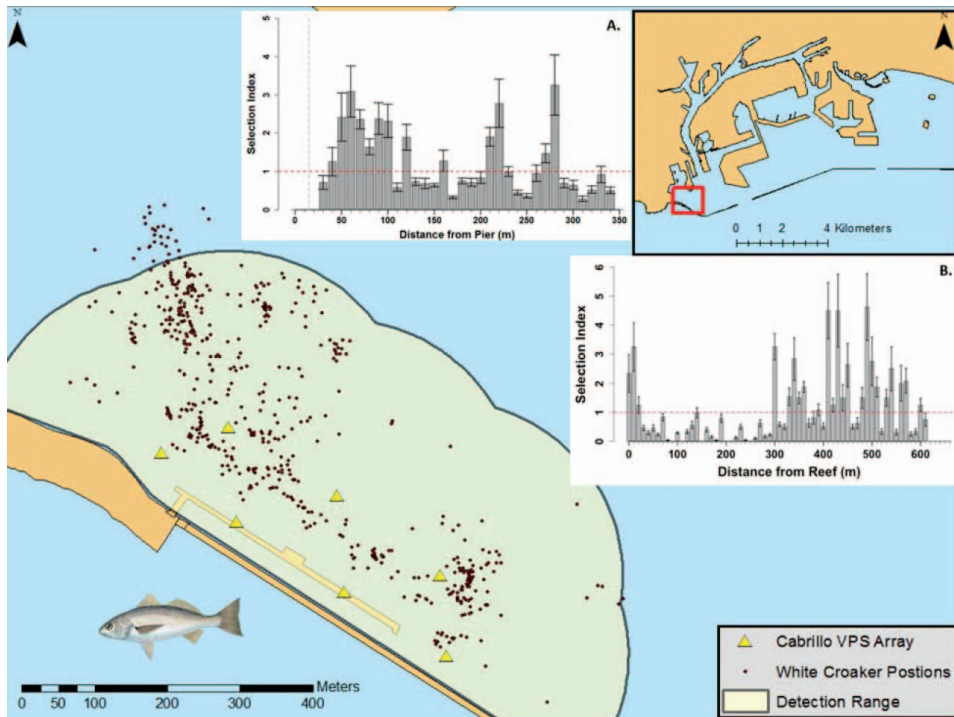 A.
5
4
3
2
1
0
Selection Index
0 50 100 150 200 250 300 350
Distance from Pier (m)
0 1 2 4 Kilometers
B.
6
5
4
3
2
1
0
Selection Index
0 100 200 300 400 500 600
Distance from Reef (m)
Meters
0 50 100 200 300 400
Cabrillo VPS Array
White Croaker Postions
Detection Range